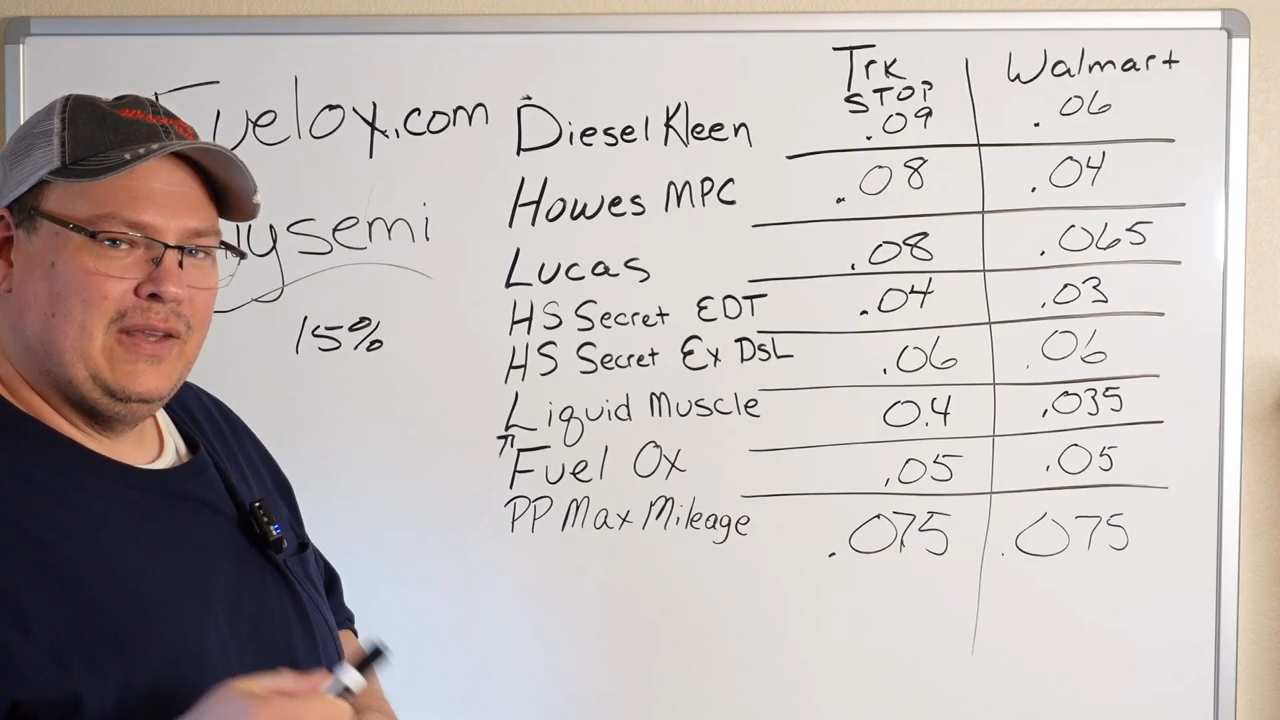 Fuelox.com
mysemi
15%
Trk STOP Walmart
Diesel Kleen .09 .06
Howes MPC .08 .04
Lucas .08 .065
HS Secret EDT .04 .03
HS Secret Ex DsL .06 .06
Liquid Muscle 0.4 .035
Fuel Ox .05 .05
PP Max Mileage .075 .075